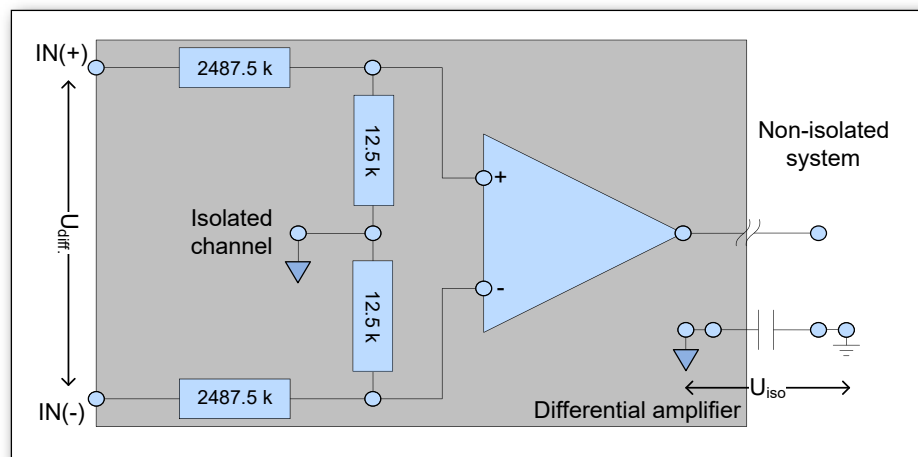 IN(+)
2487.5 k
12.5 k
Non-isolated
system
+
Isolated
channel
Udiff.
12.5 k
-
2487.5 k
IN(-)
Differential amplifier
Uiso